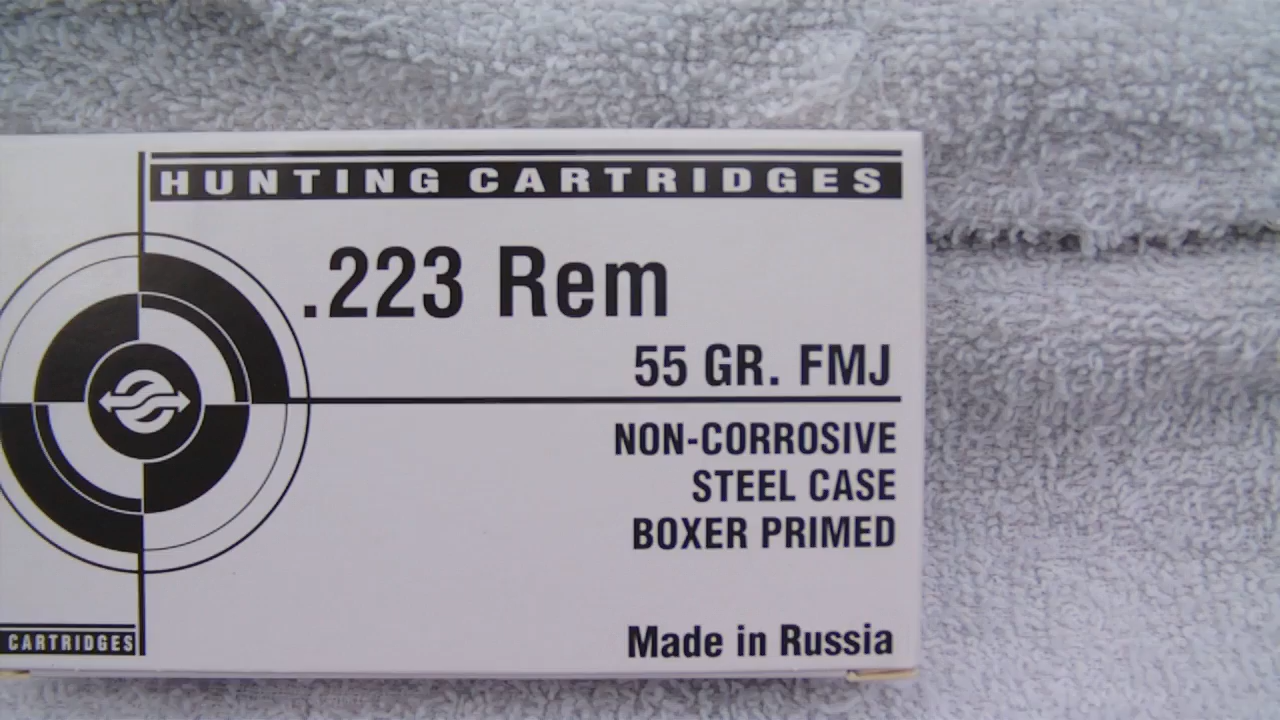 HUNTING CARTRIDGES
.223 Rem
55 GR. FMJ
NON-CORROSIVE
STEEL CASE
BOXER PRIMED
CARTRIDGES
Made in Russia